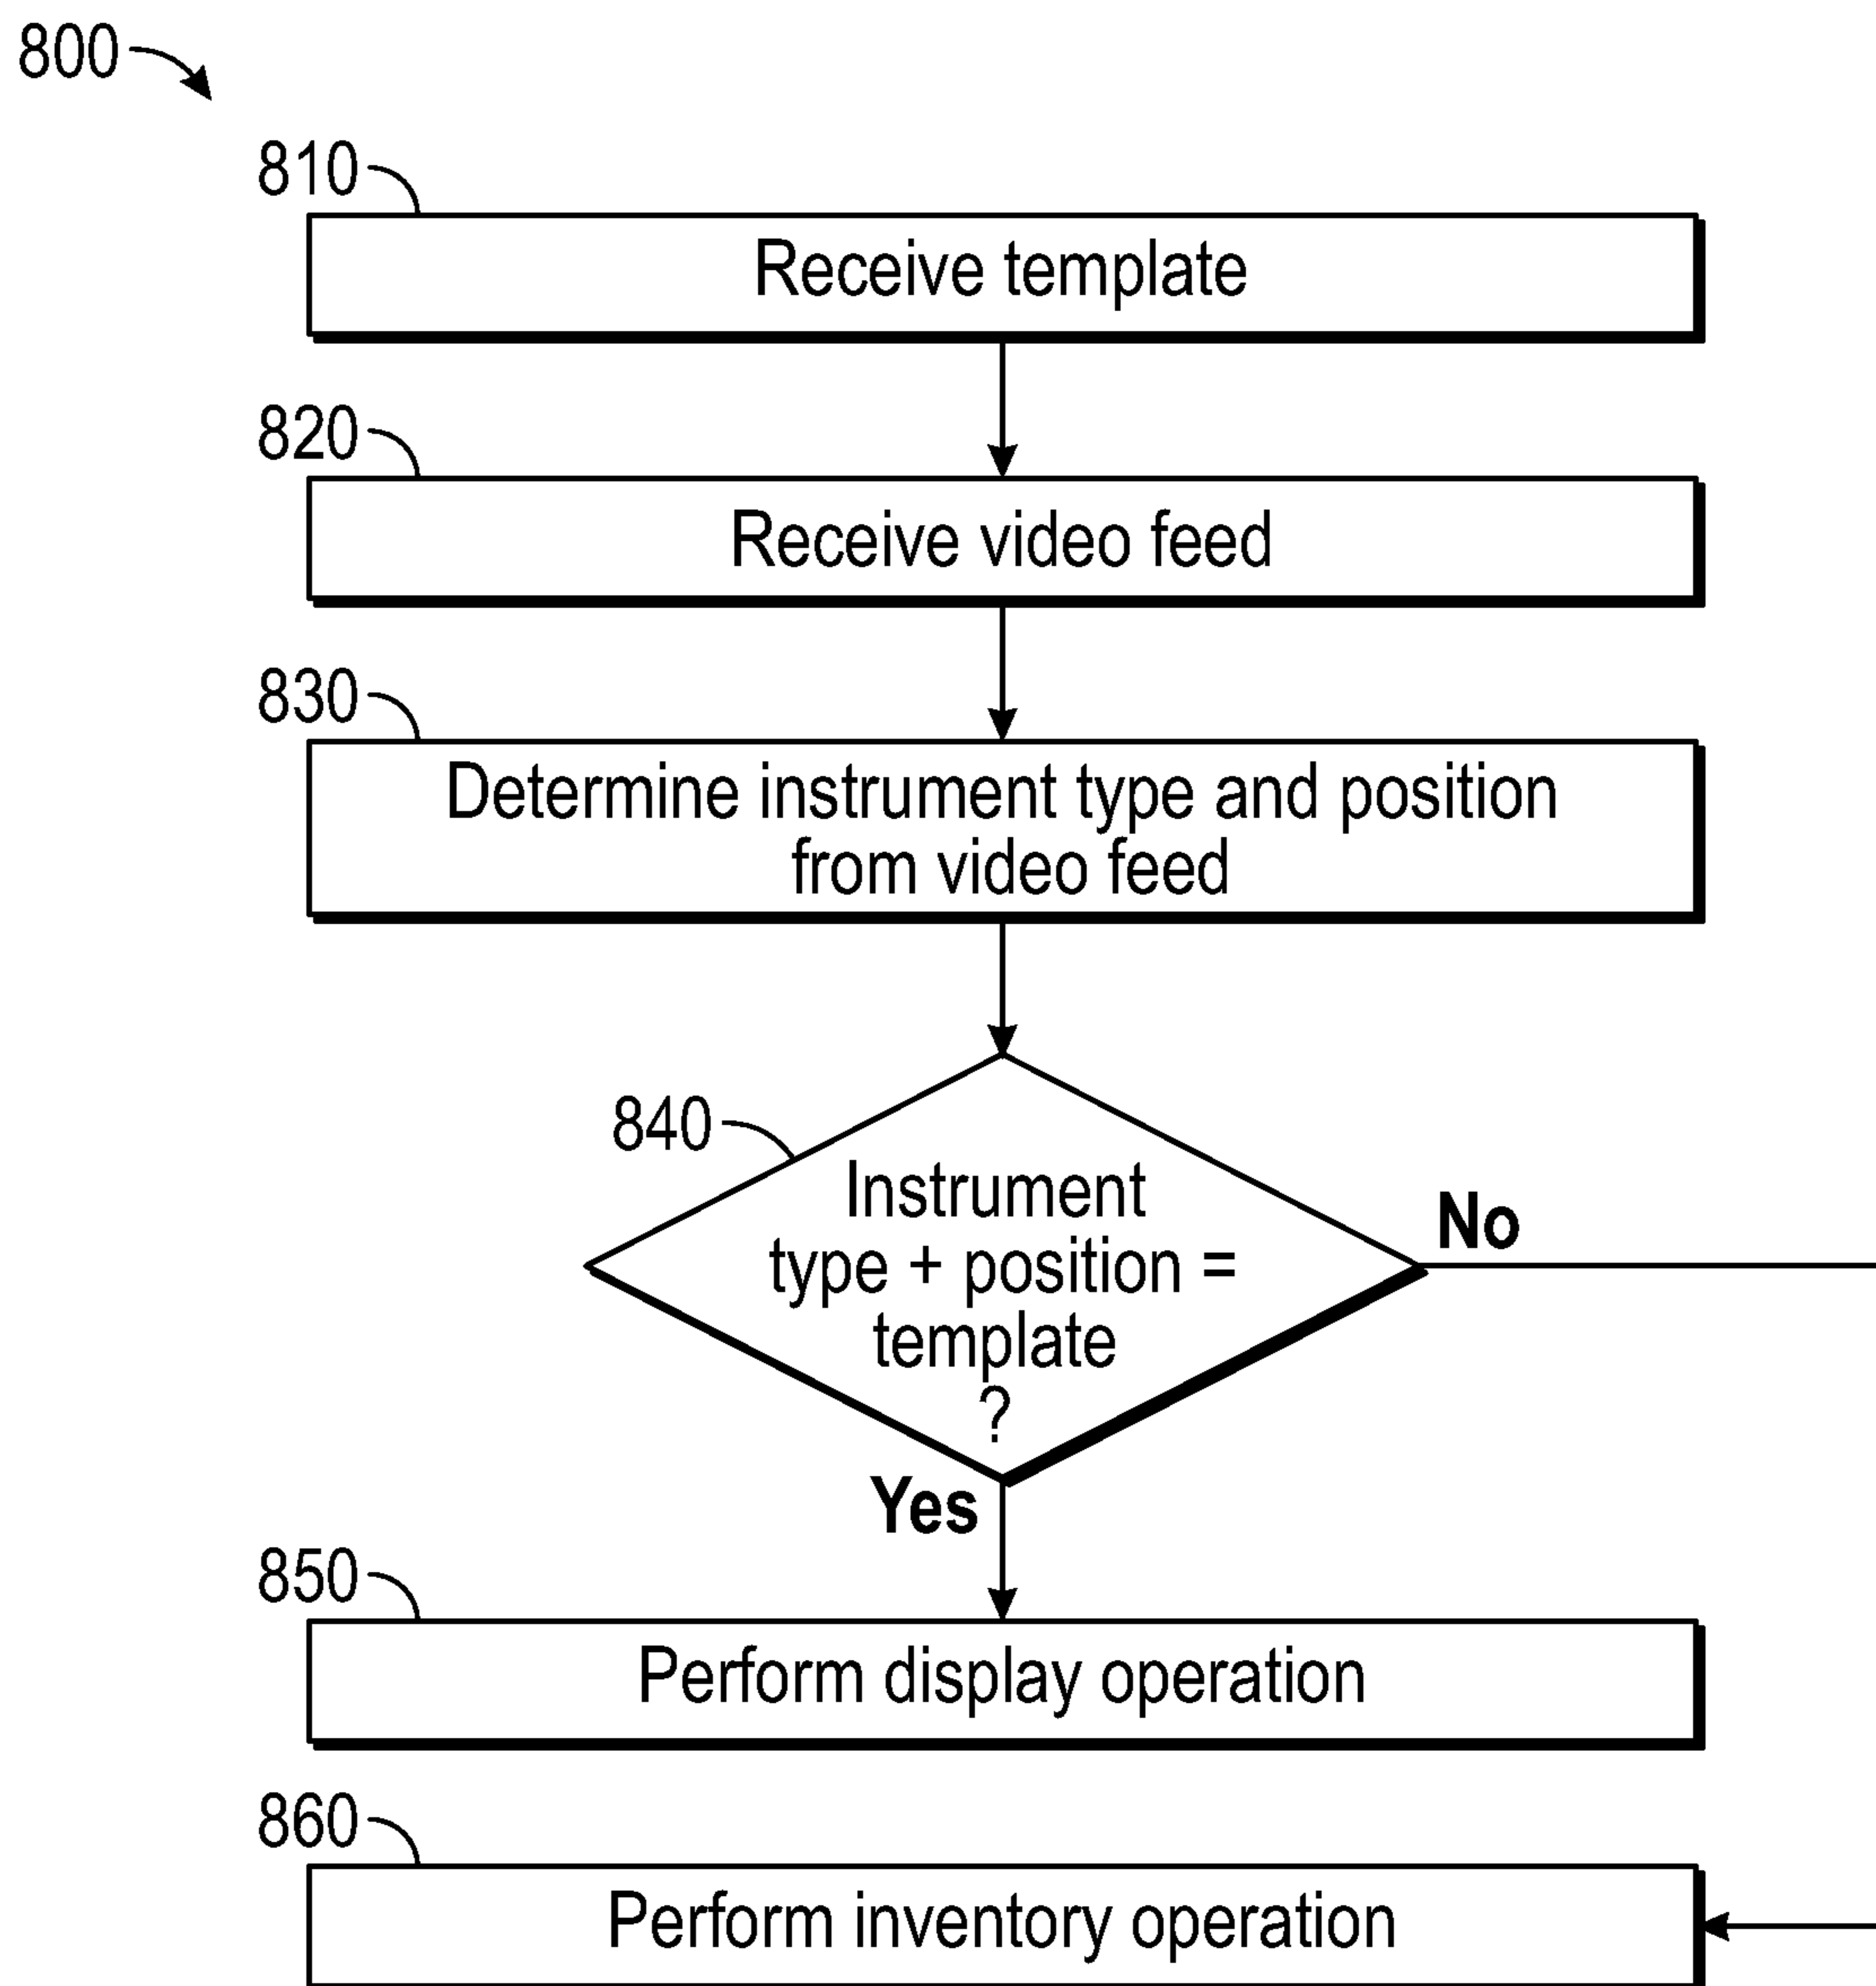 800
810
Receive template
820
Receive video feed
830
Determine instrument type and position
from video feed
840
Instrument
type + position =
template
?
No
Yes
850
Perform display operation
860
Perform inventory operation